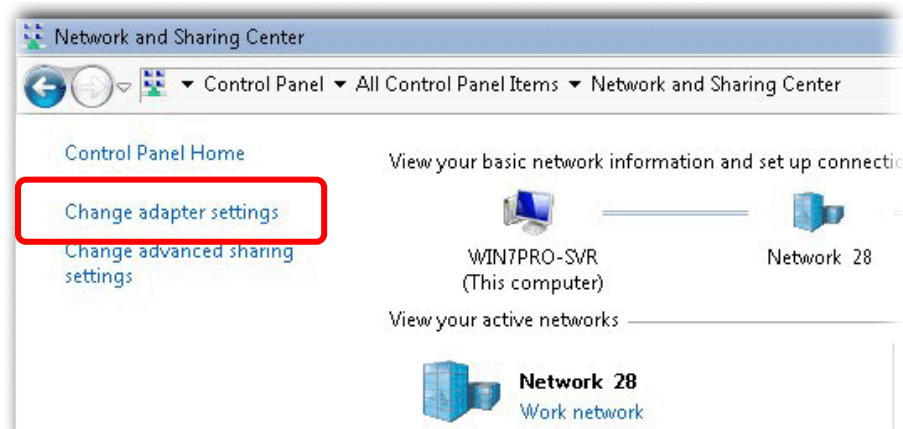 Network and Sharing Center
Control Panel ▾ All Control Panel Items ▾ Network and Sharing Center
Control Panel Home
Change adapter settings
Change advanced sharing
settings
View your basic network information and set up
WIN7PRO-SVR
(This computer)
Network 28
View your active networks
Network 28
Work network